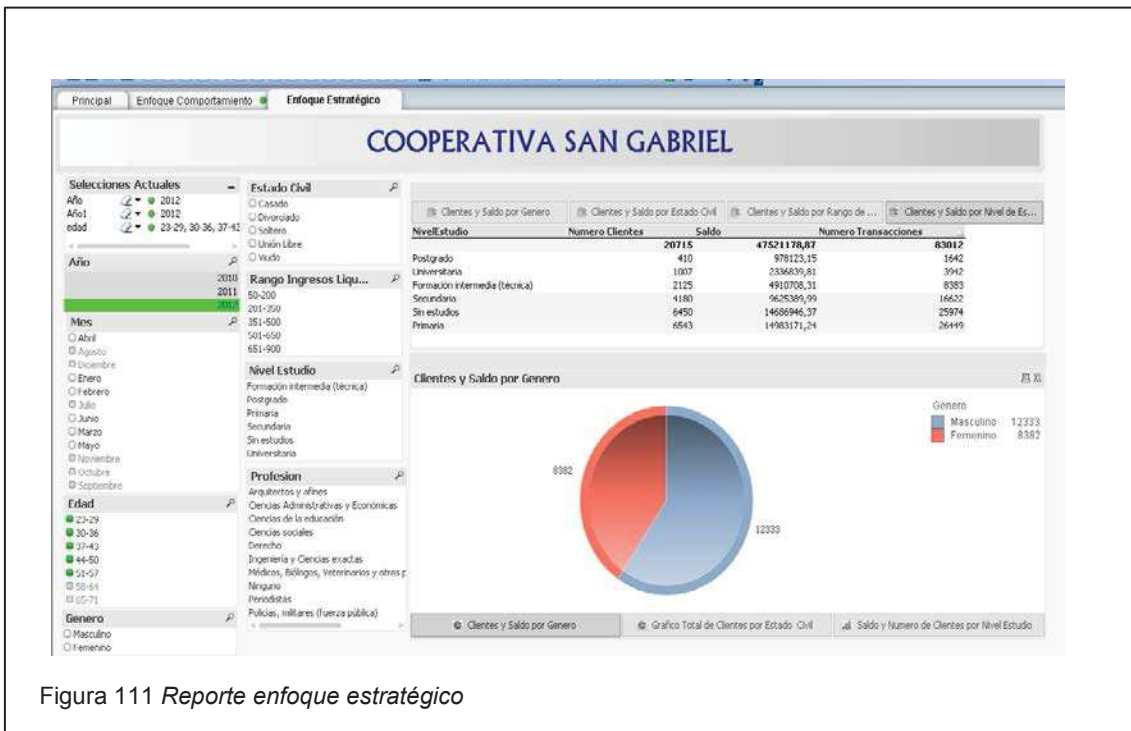 Principal
Enfoque Comportamiento
Enfoque Estratégico
COOPERATIVA SAN GABRIEL
Selecciones Actuales
Año 2012
Año1 2012
edad 23-29, 30-36, 37-43
Año
2010
2011
2012
Mes
Abril
Agosto
Diciembre
Enero
Febrero
Julio
Junio
Marzo
Mayo
Noviembre
Octubre
Septiembre
Edad
23-29
30-36
37-43
44-50
51-57
58-64
65-71
Genero
Masculino
Femenino
Estado Civil
Casado
Divorciado
Soltero
Unión Libre
Viudo
Rango Ingresos Liqu...
50-200
201-350
351-500
501-650
651-900
Nivel Estudio
Formación intermedia (técnica)
Postgrado
Primaria
Secundaria
Sin estudios
Universitaria
Profesion
Arquitectos y afines
Ciencias Administrativas y Económicas
Ciencias de la educación
Ciencias sociales
Derecho
Ingeniería y Ciencias exactas
Médicos, Biólogos, Veterinarios y otros p
Ninguno
Periodistas
Policias, militares (fuerza pública)
Clientes y Saldo por Genero
Clientes y Saldo por Estado Civil
Clientes y Saldo por Rango de ...
Clientes y Saldo por Nivel de Es...
NivelEstudio Numero Clientes Saldo Numero Transacciones
20715 47521178,87 83012
Postgrado 410 978123,15 1642
Universitaria 1007 2336839,81 3942
Formación intermedia (técnica) 2125 4910708,31 8383
Secundaria 4180 9625389,99 16622
Sin estudios 6450 14686946,37 25974
Primaria 6543 14983171,24 26449
Clientes y Saldo por Genero
XL
Genero
Masculino 12333
Femenino 8382
8382
12333
Clientes y Saldo por Genero
Grafico Total de Clientes por Estado Civil
Saldo y Numero de Clientes por Nivel Estudio
Figura 111 Reporte enfoque estratégico